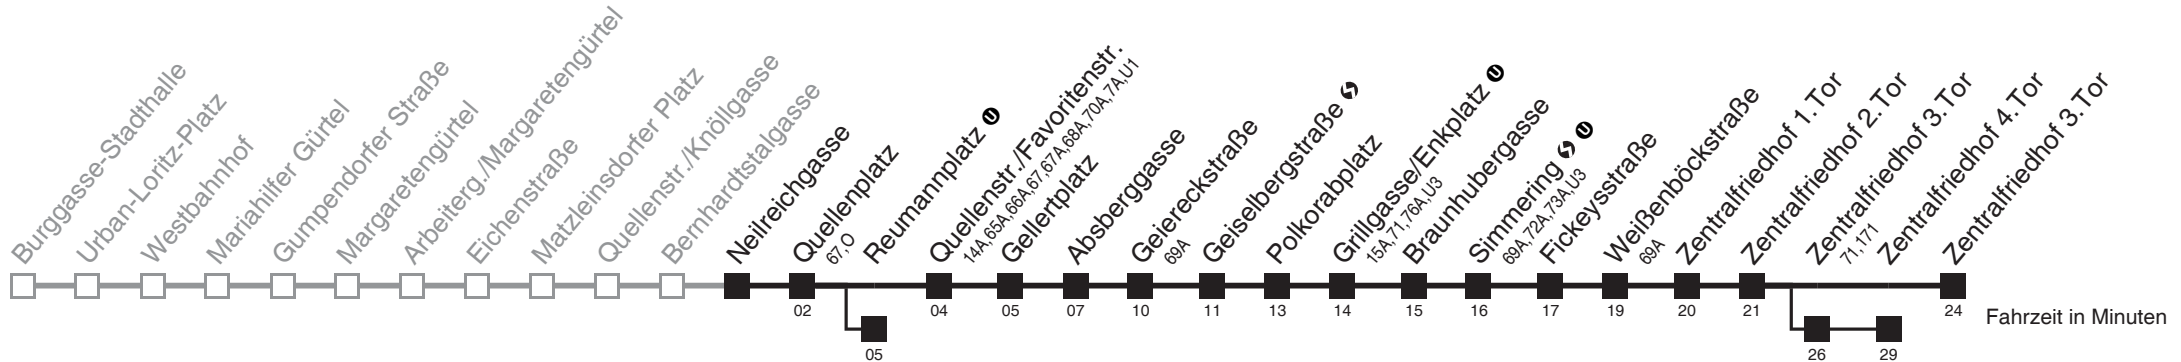 Burggasse-Stadthalle
Urban-Loritz-Platz
Westbahnhof
Mariahilfer Gürtel
Gumpendorfer Straße
Margaretengürtel
Arbeiterg./Margaretengürtel
Eichenstraße
Matzleinsdorfer Platz
Quellenstr./Knöllgasse
Bernhardtstalgasse
Neilreichgasse
Quellenplatz
67,O
Reumannplatz U
Quellenstr./Favoritenstr.
14A,65A,66A,67,67A,68A,70A,7A,U1
Gellertplatz
Absberggasse
Geiereckstraße
69A
Geiselbergstraße
Polkorabplatz
Grillgasse/Enkplatz U
15A,71,76A,U3
Braunhubergasse
Simmering U
69A,72A,73A,U3
Fickeysstraße
Weißenböckstraße
69A
Zentralfriedhof 1.Tor
Zentralfriedhof 2.Tor
Zentralfriedhof 3.Tor
71,171
Zentralfriedhof 4.Tor
Zentralfriedhof 3.Tor
02 04 05 07 10 11 13 14 15 16 17 19 20 21 24
Fahrzeit in Minuten
05 26 29